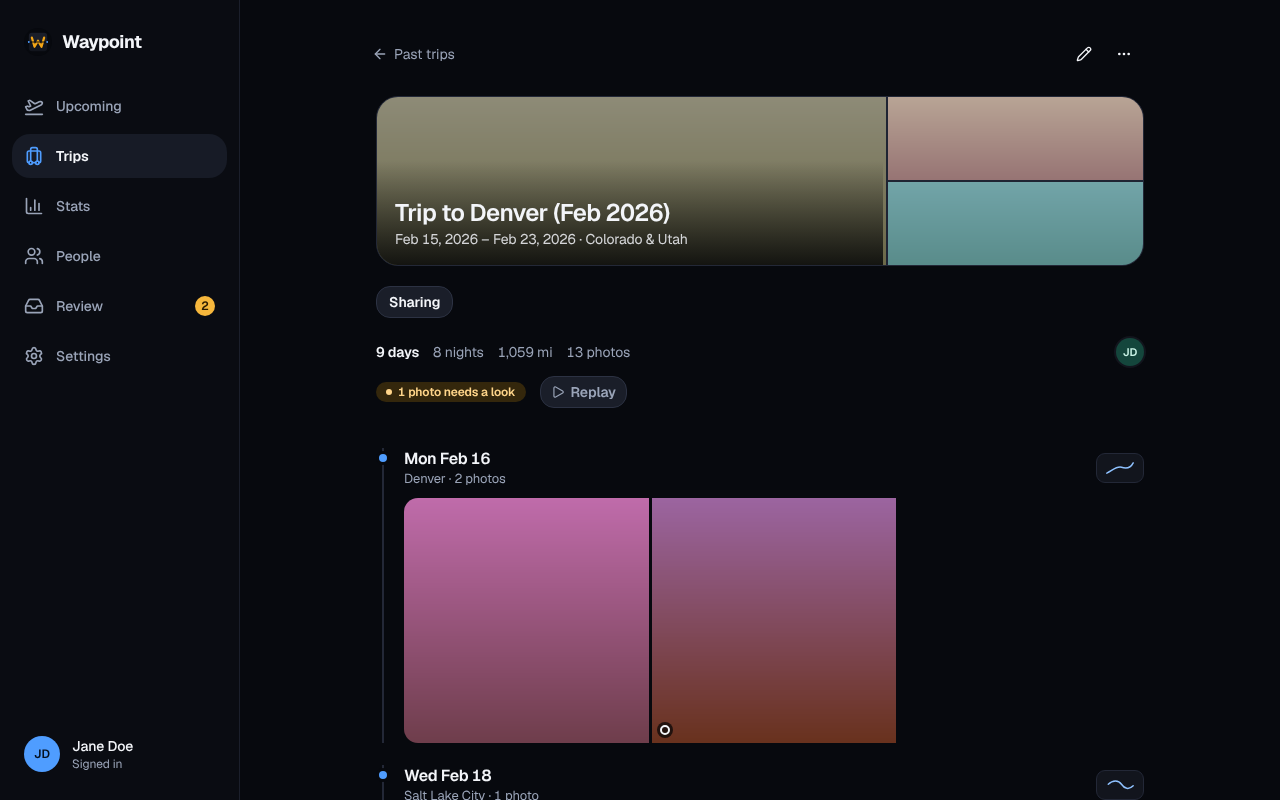 Waypoint
Upcoming
Trips
Stats
People
Review 2
Settings
JD
Jane Doe
Signed in
Past trips
Trip to Denver (Feb 2026)
Feb 15, 2026 – Feb 23, 2026 · Colorado & Utah
Sharing
9 days 8 nights 1,059 mi 13 photos
JD
1 photo needs a look
Replay
Mon Feb 16
Denver · 2 photos
Wed Feb 18
Salt Lake City · 1 photo